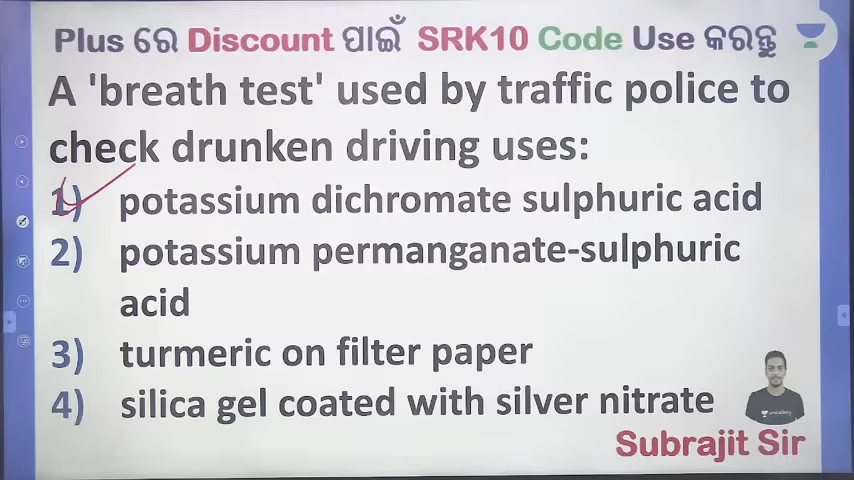 Plus ରେ Discount ପାଇଁ SRK10 Code Use କରନ୍ତୁ
A 'breath test' used by traffic police to
check drunken driving uses:
1) potassium dichromate sulphuric acid
2) potassium permanganate-sulphuric
acid
3) turmeric on filter paper
4) silica gel coated with silver nitrate
Subrajit Sir